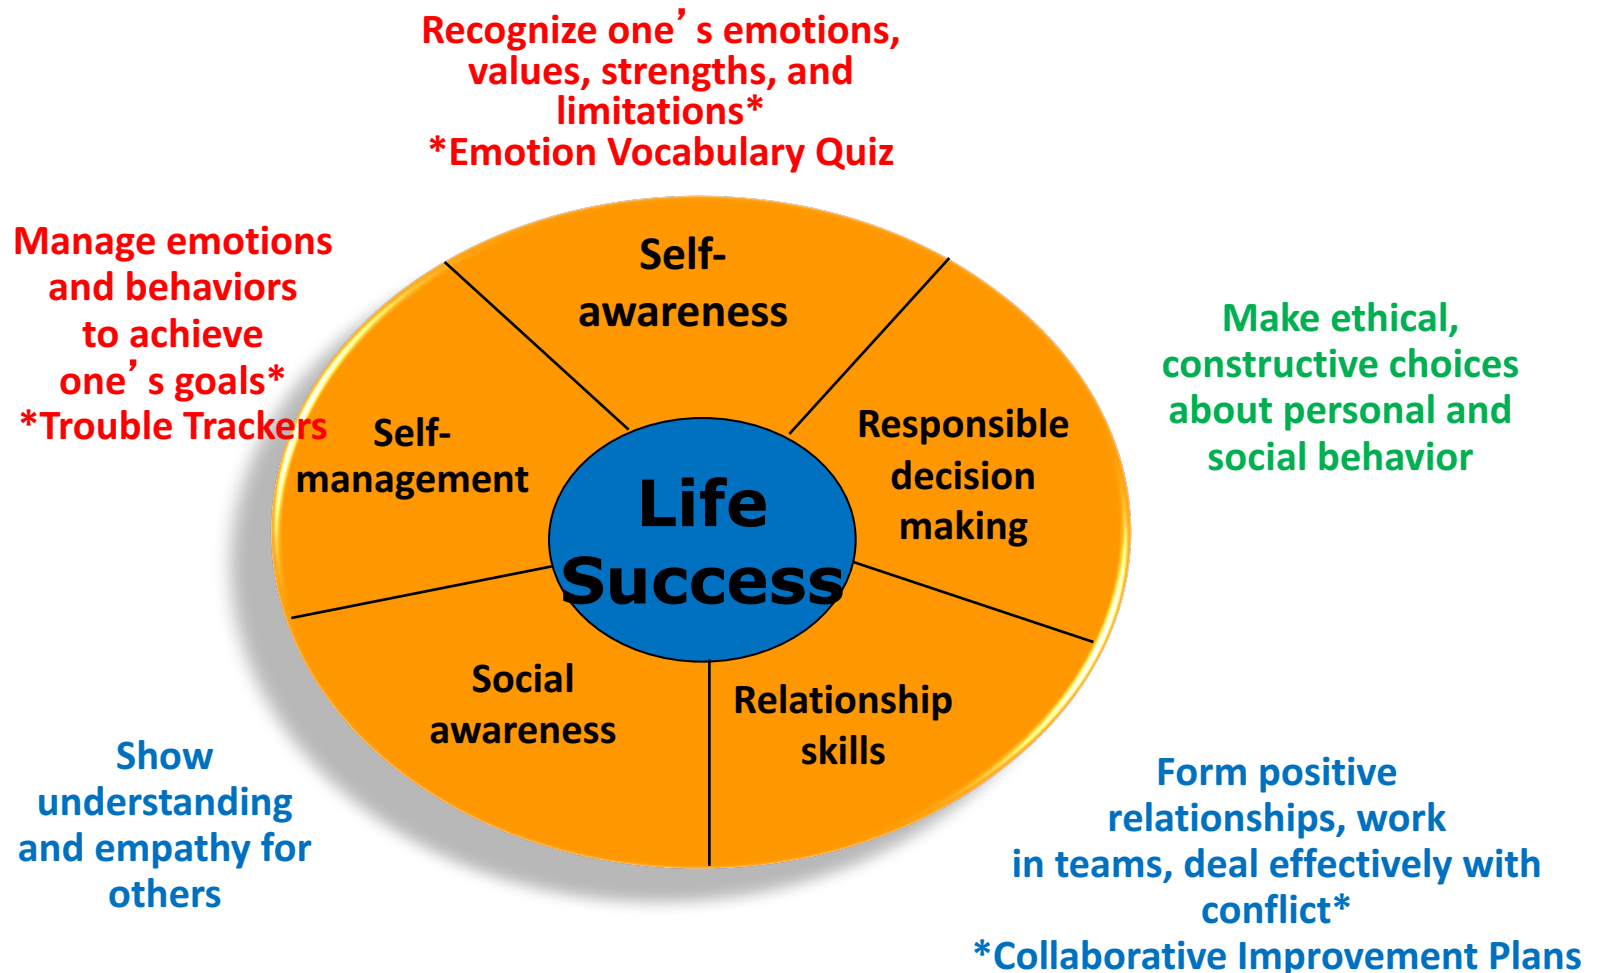 Recognize one’s emotions,
values, strengths, and
limitations*
*Emotion Vocabulary Quiz
Manage emotions
and behaviors
to achieve
one’s goals*
*Trouble Trackers
Self-
awareness
Make ethical,
constructive choices
about personal and
social behavior
Self-
management
Responsible
decision
making
Life
Success
Social
awareness
Relationship
skills
Show
understanding
and empathy for
others
Form positive
relationships, work
in teams, deal effectively with
conflict*
*Collaborative Improvement Plans